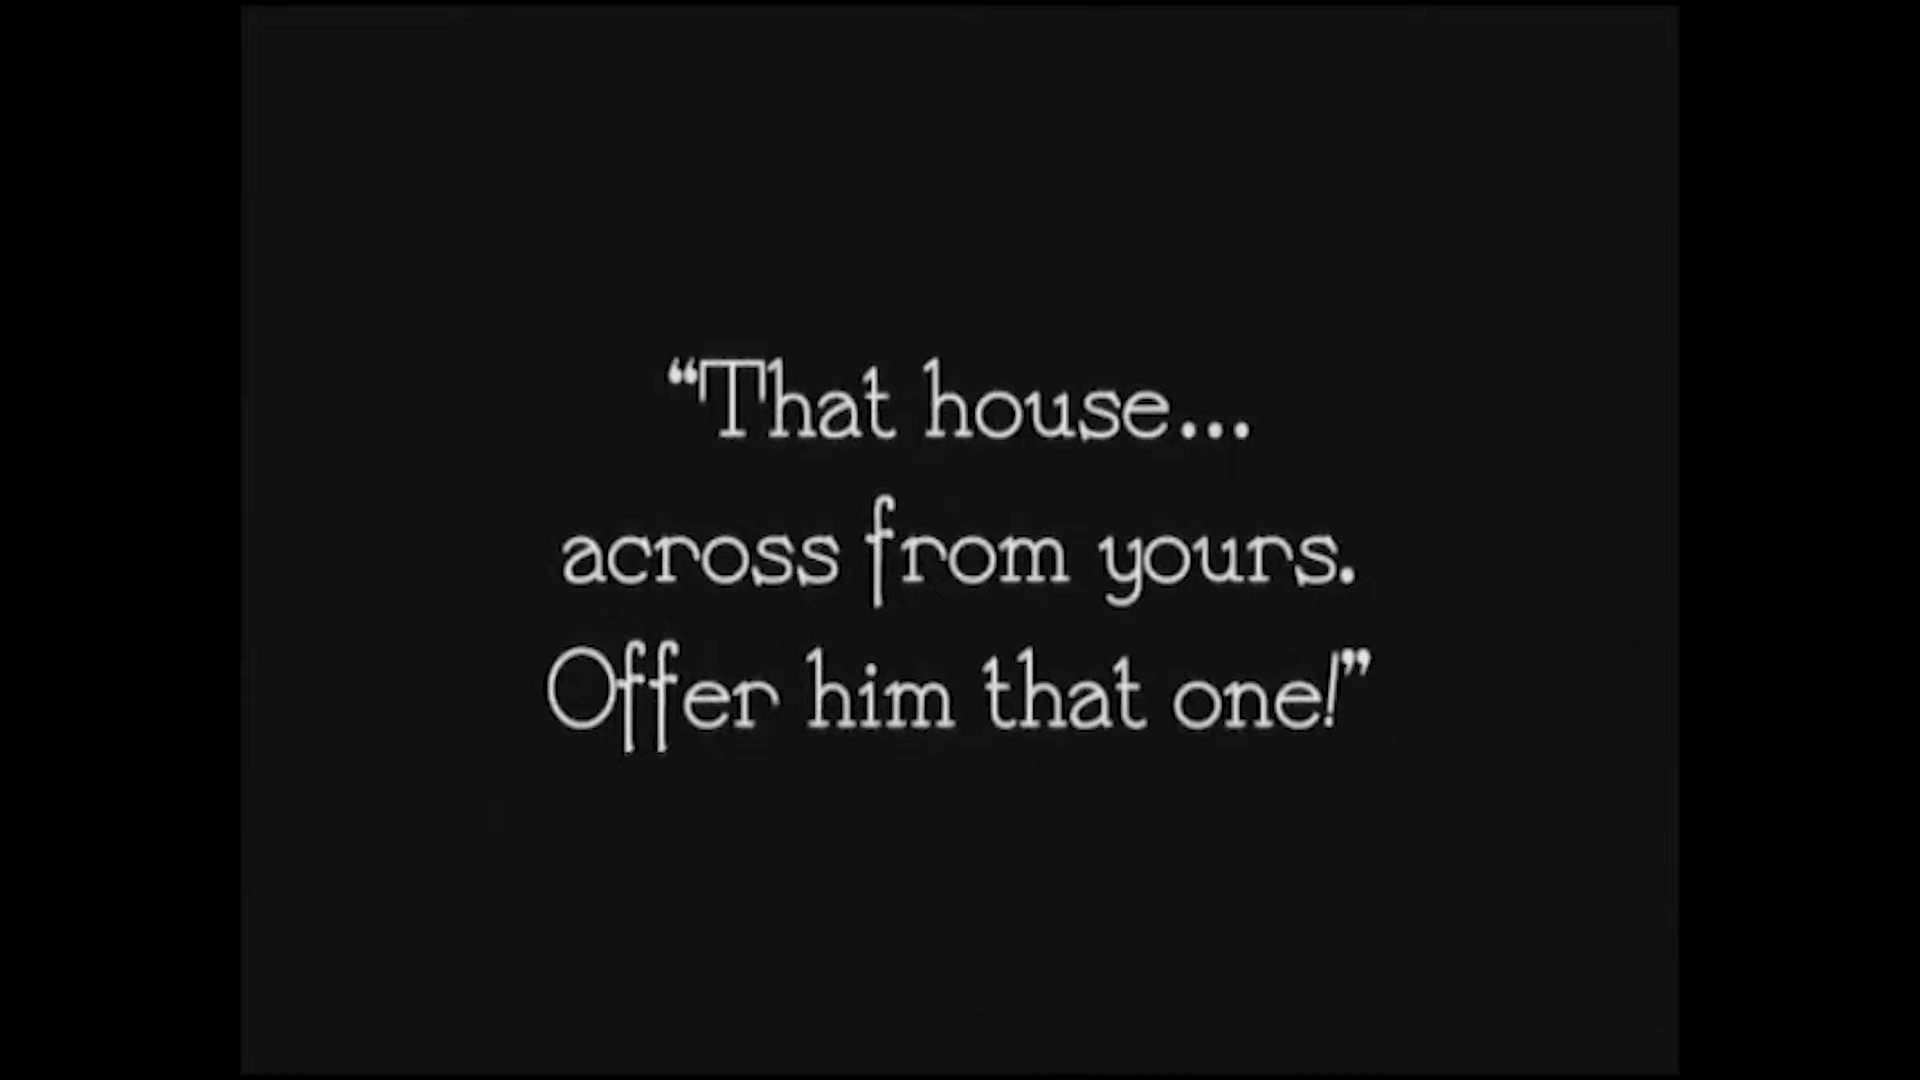 “That house...
across from yours.
Offer him that one!”